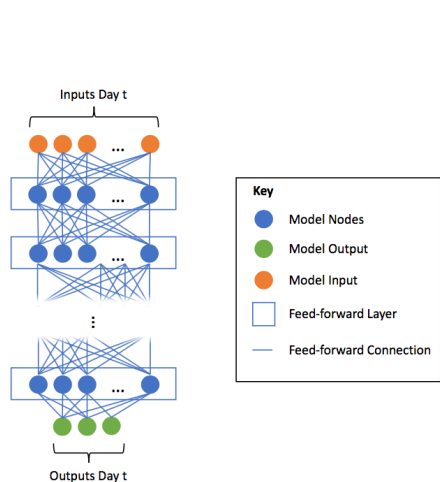 Inputs Day t
...
...
...
...
...
Outputs Day t
Key
Model Nodes
Model Output
Model Input
Feed-forward Layer
Feed-forward Connection